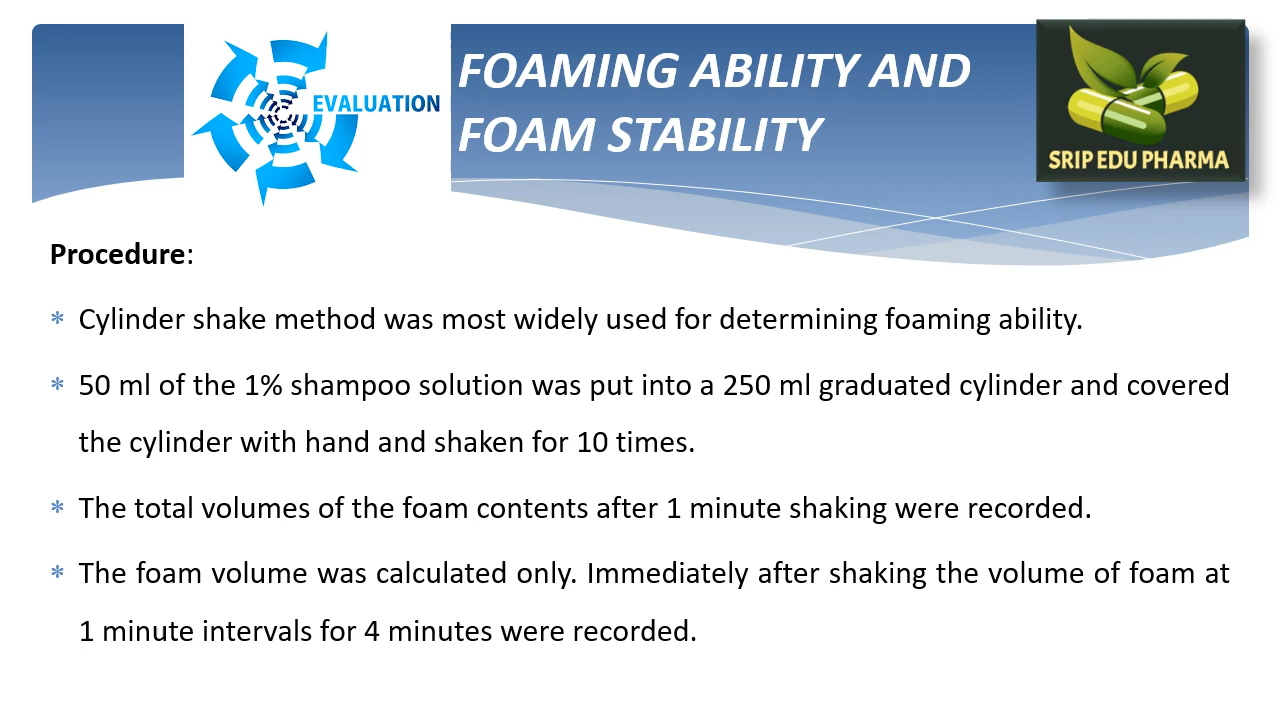 EVALUATION
FOAMING ABILITY AND
FOAM STABILITY
SRIP EDU PHARMA
Procedure:
* Cylinder shake method was most widely used for determining foaming ability.
* 50 ml of the 1% shampoo solution was put into a 250 ml graduated cylinder and covered
the cylinder with hand and shaken for 10 times.
* The total volumes of the foam contents after 1 minute shaking were recorded.
* The foam volume was calculated only. Immediately after shaking the volume of foam at
1 minute intervals for 4 minutes were recorded.